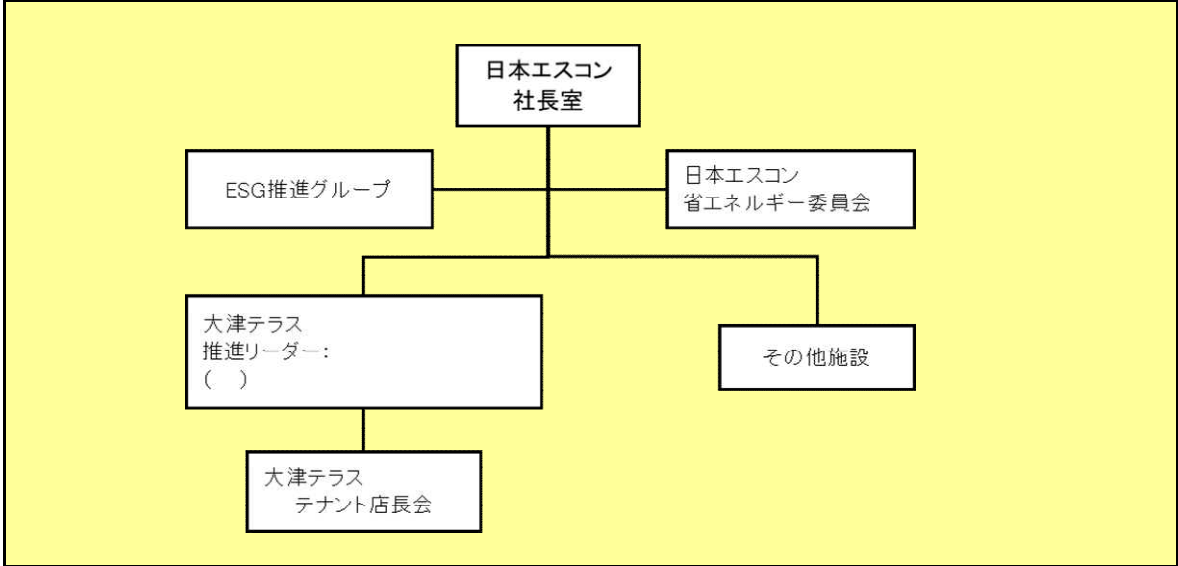 日本エスコン
社長室
ESG推進グループ
日本エスコン
省エネルギー委員会
大津テラス
推進リーダー:
(　)
その他施設
大津テラス
テナント店長会